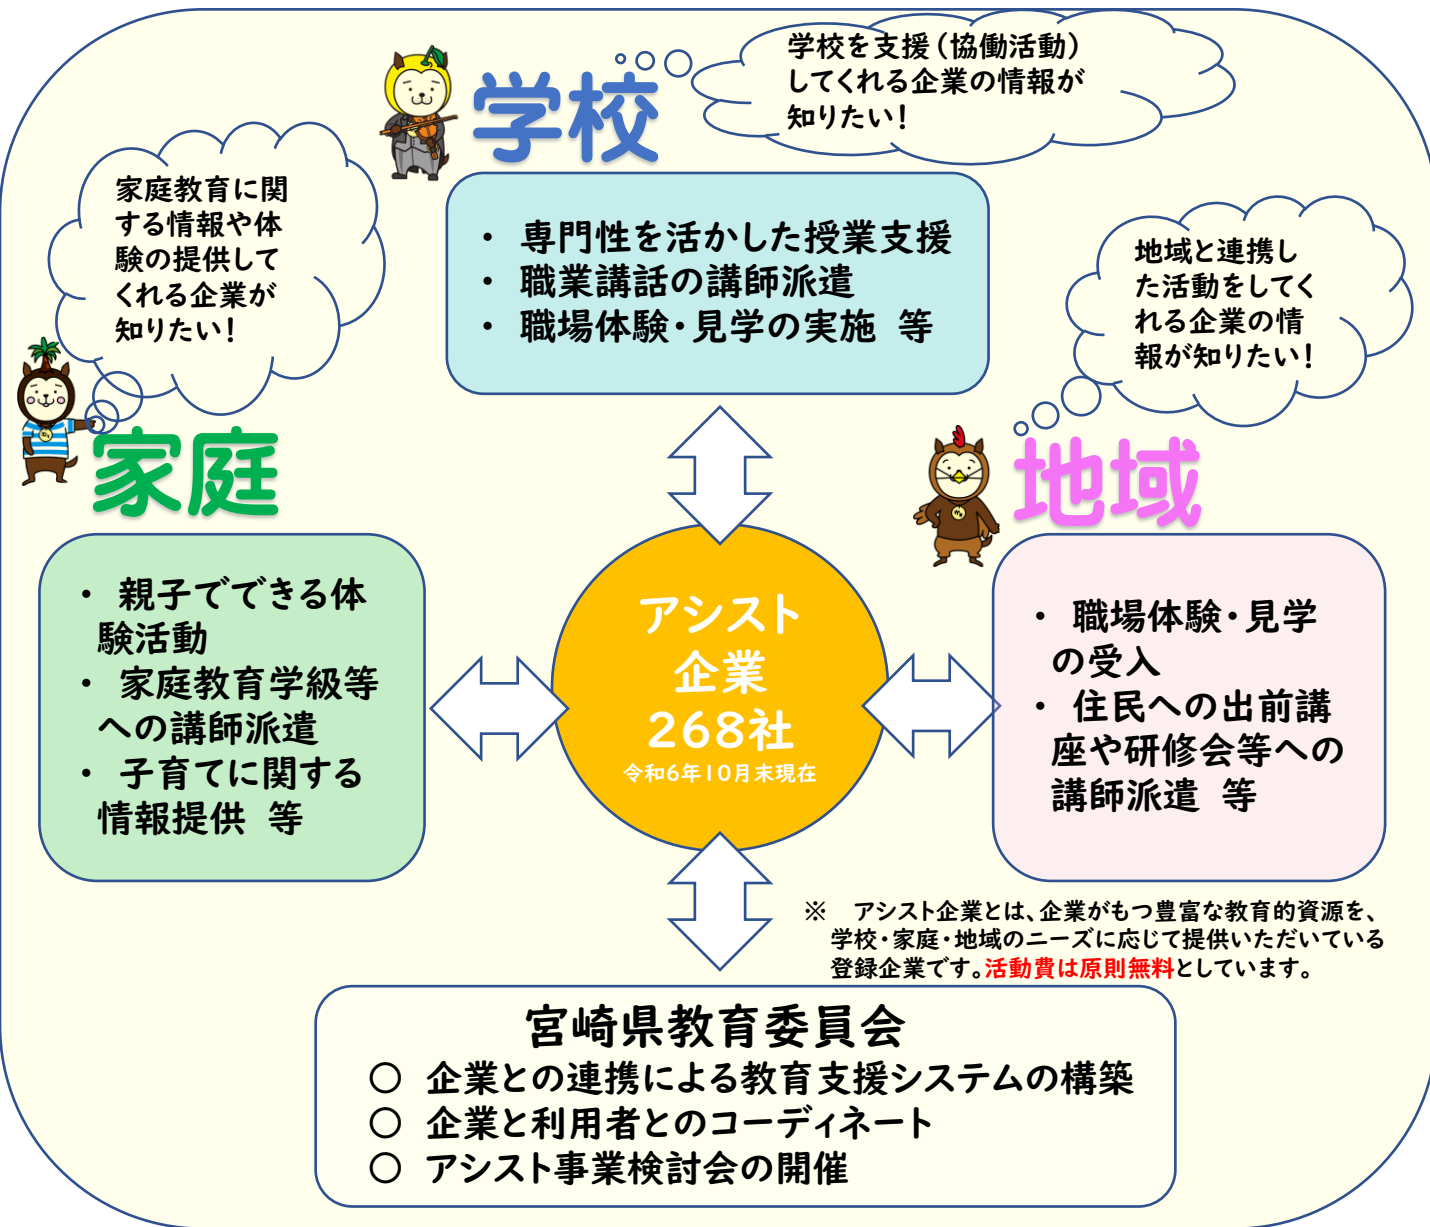 学校
学校を支援(協働活動)
してくれる企業の情報が
知りたい!
・ 専門性を活かした授業支援
・ 職業講話の講師派遣
・ 職場体験・見学の実施 等
家庭教育に関
する情報や体
験の提供して
くれる企業が
知りたい!
家庭
・ 親子でできる体
験活動
・ 家庭教育学級等
への講師派遣
・ 子育てに関する
情報提供 等
地域と連携し
た活動をしてく
れる企業の情
報が知りたい!
地域
・ 職場体験・見学
の受入
・ 住民への出前講
座や研修会等への
講師派遣 等
アシスト
企業
268社
令和6年10月末現在
※ アシスト企業とは、企業がもつ豊富な教育的資源を、
学校・家庭・地域のニーズに応じて提供いただいている
登録企業です。活動費は原則無料としています。
宮崎県教育委員会
○ 企業との連携による教育支援システムの構築
○ 企業と利用者とのコーディネート
○ アシスト事業検討会の開催